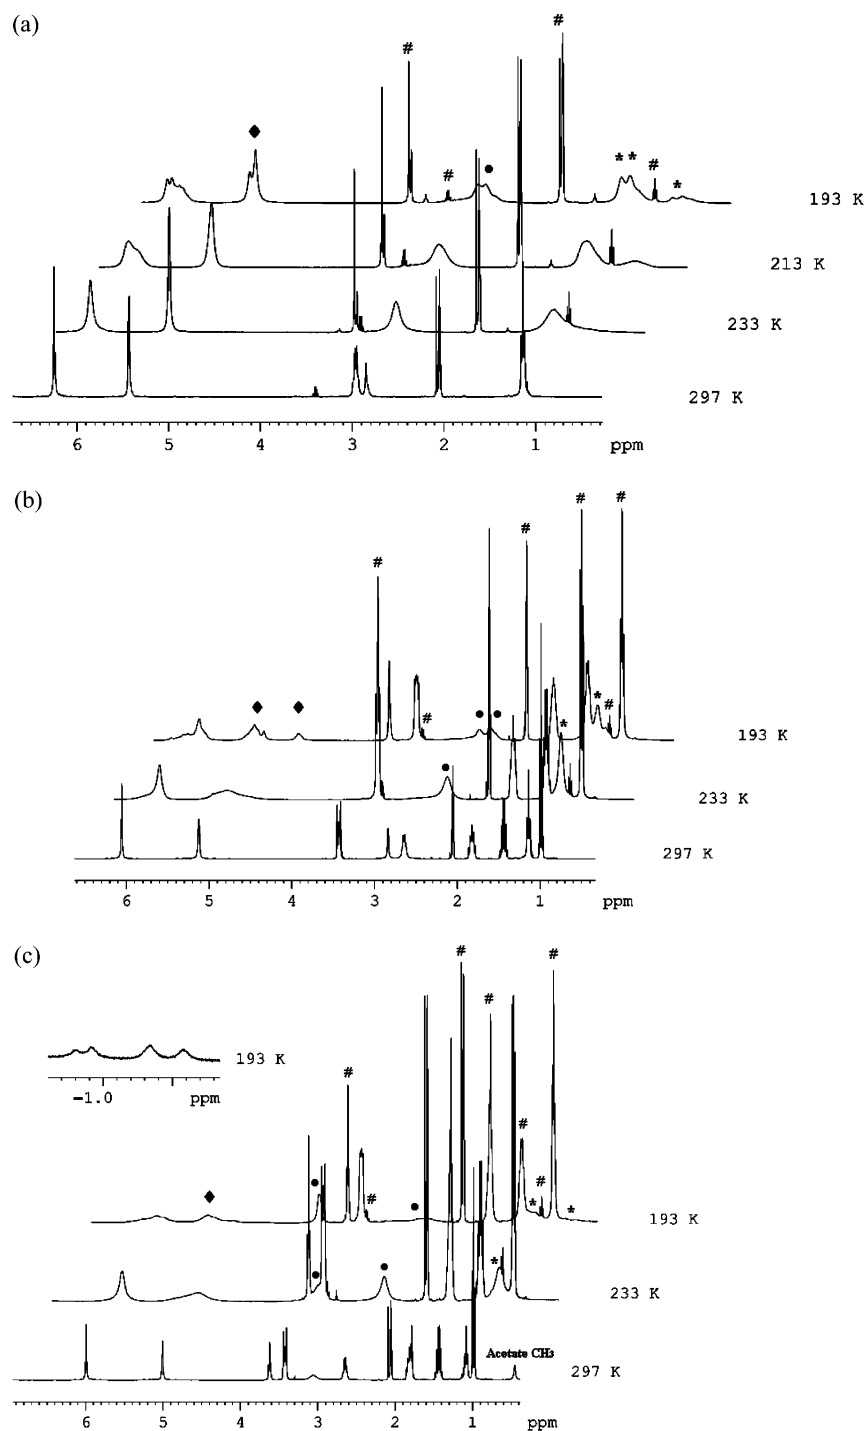 (a)
#
#
◆
#
●
* *
#
*
193 K
213 K
233 K
297 K
6 5 4 3 2 1 ppm
(b)
#
#
#
#
◆ ◆
#
● ●
*
*
#
193 K
●
233 K
297 K
6 5 4 3 2 1 ppm
(c)
#
#
#
193 K
−1.0 ppm
#
#
◆
●
#
●
*
#
*
193 K
●
●
*
233 K
Acetate CH3
297 K
6 5 4 3 2 1 ppm